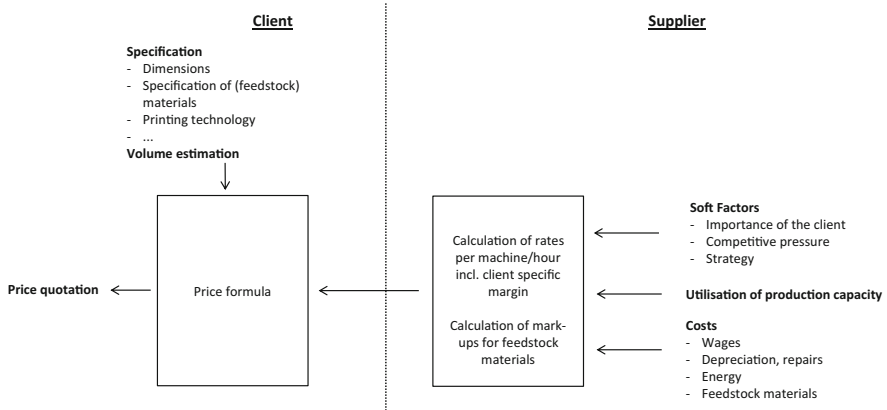 Client
Supplier
Specification
- Dimensions
- Specification of (feedstock)
materials
- Printing technology
- ...
Volume estimation
Price quotation
Price formula
Calculation of rates
per machine/hour
incl. client specific
margin
Calculation of mark-
ups for feedstock
materials
Soft Factors
- Importance of the client
- Competitive pressure
- Strategy
Utilisation of production capacity
Costs
- Wages
- Depreciation, repairs
- Energy
- Feedstock materials